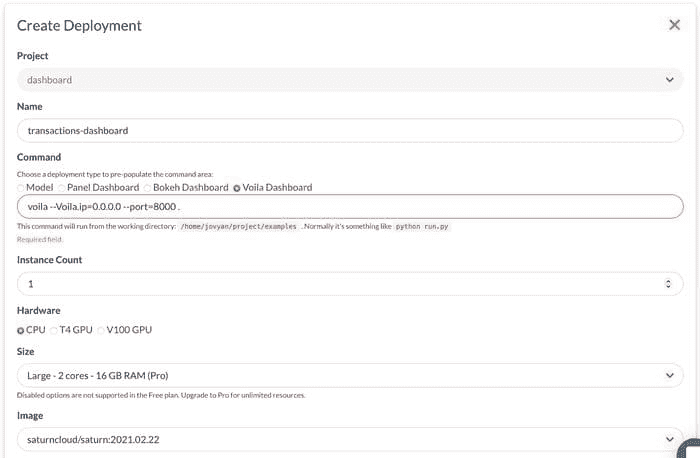 Create Deployment
Project
dashboard
Name
transactions-dashboard
Command
Choose a deployment type to pre-populate the command area:
Model Panel Dashboard Bokeh Dashboard Voila Dashboard
voila --Voila.ip=0.0.0.0 --port=8000 .
This command will run from the working directory: /home/jovyan/project/examples . Normally it's something like python run.py
Required field.
Instance Count
1
Hardware
CPU T4 GPU V100 GPU
Size
Large - 2 cores - 16 GB RAM (Pro)
Disabled options are not supported in the Free plan. Upgrade to Pro for unlimited resources.
Image
saturncloud/saturn:2021.02.22